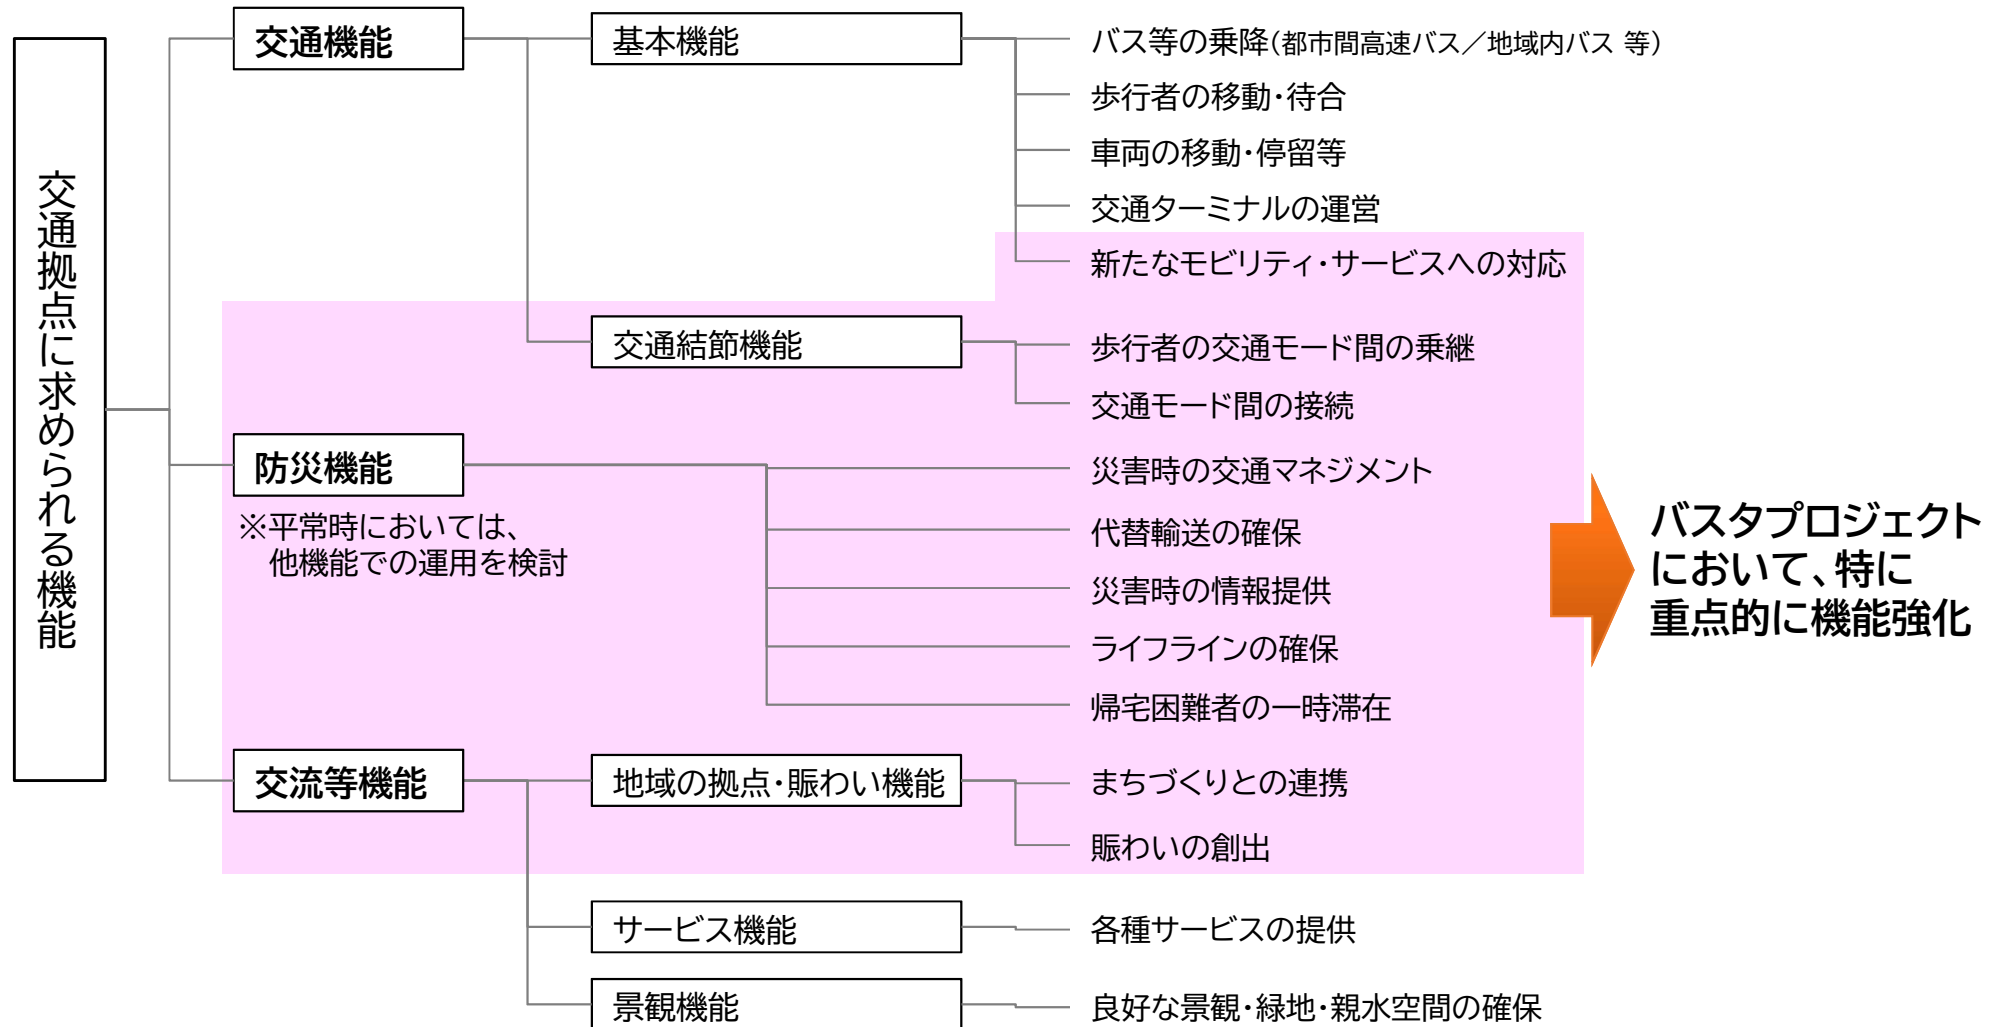 交通拠点に求められる機能
交通機能
基本機能
バス等の乗降（都市間高速バス／地域内バス 等）
歩行者の移動・待合
車両の移動・停留等
交通ターミナルの運営
新たなモビリティ・サービスへの対応
交通結節機能
歩行者の交通モード間の乗継
交通モード間の接続
防災機能
※平常時においては、
他機能での運用を検討
災害時の交通マネジメント
代替輸送の確保
災害時の情報提供
ライフラインの確保
帰宅困難者の一時滞在
交流等機能
地域の拠点・賑わい機能
まちづくりとの連携
賑わいの創出
サービス機能
各種サービスの提供
景観機能
良好な景観・緑地・親水空間の確保
バスタプロジェクト
において、特に
重点的に機能強化